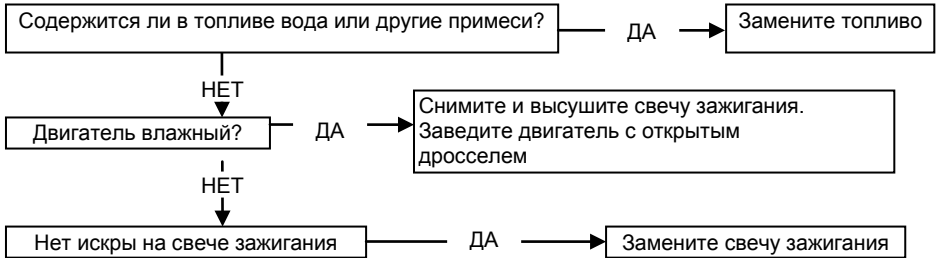 Содержится ли в топливе вода или другие примеси?
ДА
Замените топливо
НЕТ
Двигатель влажный?
ДА
Снимите и высушите свечу зажигания.
Заведите двигатель с открытым
дросселем
НЕТ
Нет искры на свече зажигания
ДА
Замените свечу зажигания